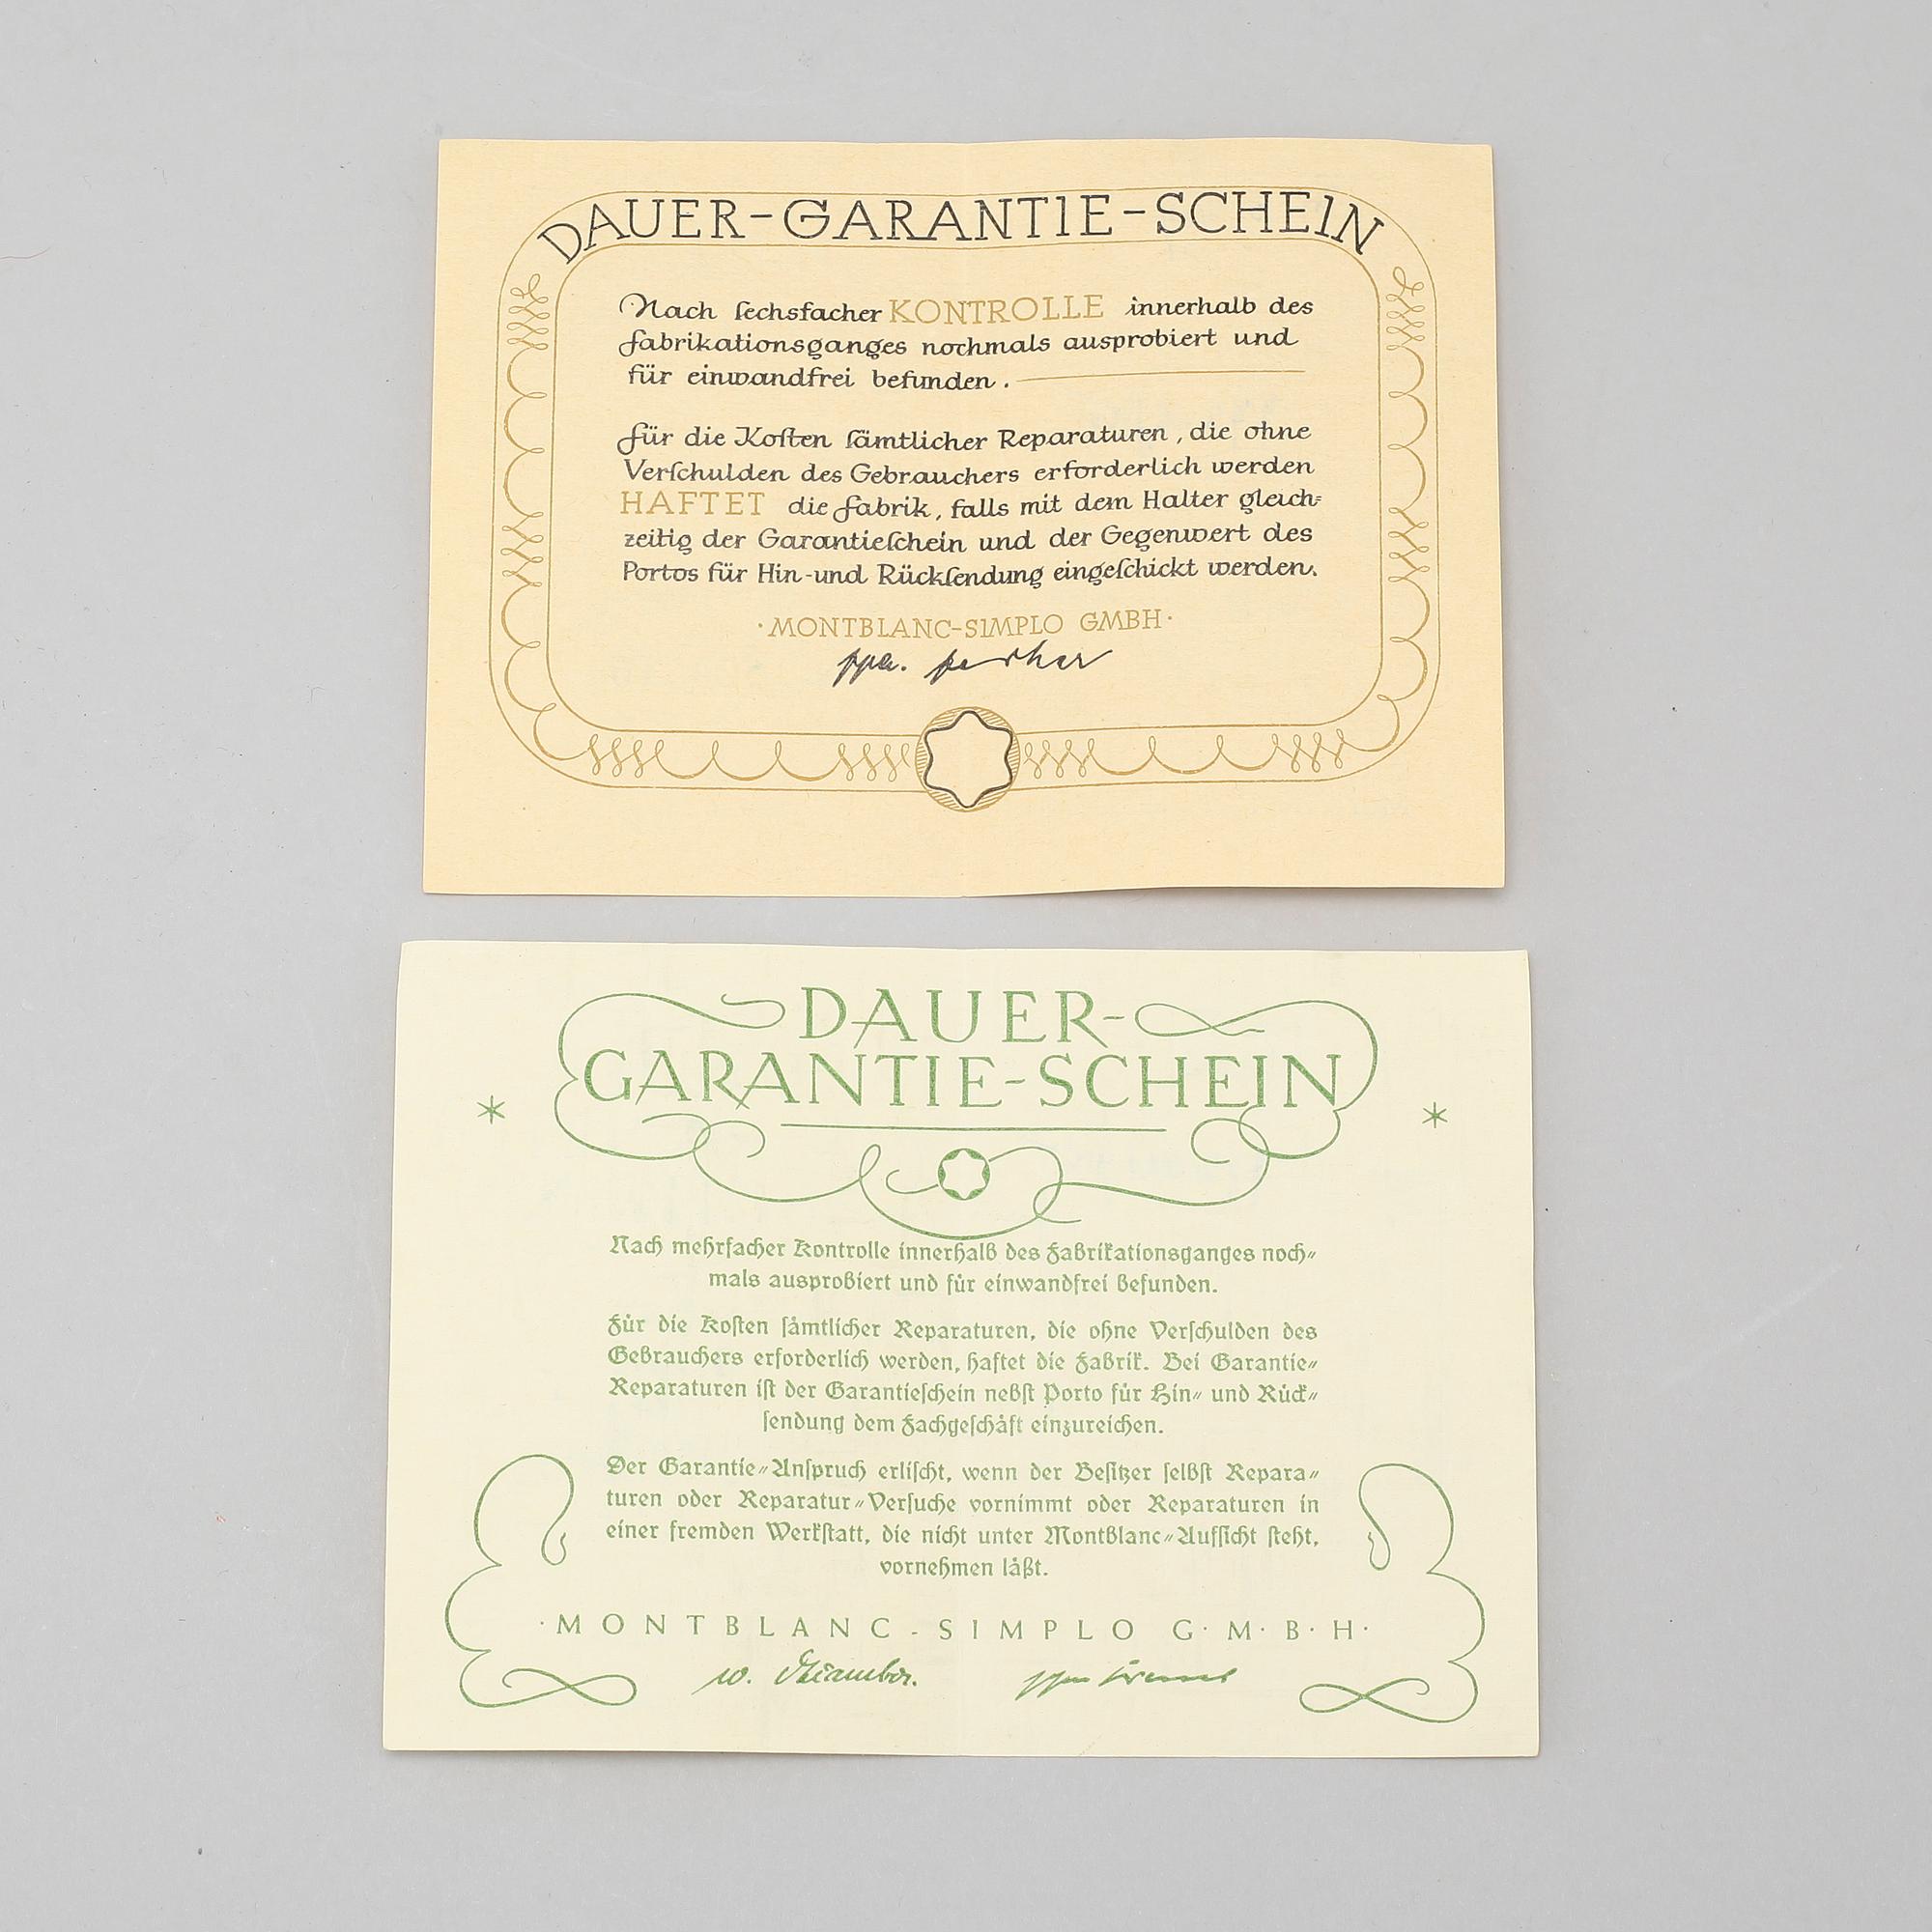 DAUER-GARANTIE-SCHEIN
Nach ſechsfacher KONTROLLE innerhalb des
Fabrikationsganges nochmals ausprobiert und
für einwandfrei befunden.
Für die Koſten ſämtlicher Reparaturen, die ohne
Verſchulden des Gebrauchers erforderlich werden
HAFTET die Fabrik, falls mit dem Halter gleich-
zeitig der Garantieſchein und der Gegenwert des
Portos für Hin-und Rückſendung eingeſchickt werden.
·MONTBLANC-SIMPLO GMBH·
ppa.
DAUER-
GARANTIE-SCHEIN
Nach mehrfacher Kontrolle innerhalb des Fabrikationsganges noch-
mals ausprobiert und für einwandfrei befunden.
Für die Koſten ſämtlicher Reparaturen, die ohne Verſchulden des
Gebrauchers erforderlich werden, haftet die Fabrik. Bei Garantie-
Reparaturen iſt der Garantieſchein nebſt Porto für Hin- und Rück-
ſendung dem Fachgeſchäft einzureichen.
Der Garantie-Anſpruch erliſcht, wenn der Beſitzer ſelbſt Repara-
turen oder Reparatur-Verſuche vornimmt oder Reparaturen in
einer fremden Werkſtatt, die nicht unter Montblanc-Aufſicht ſteht,
vornehmen läßt.
·MONTBLANC-SIMPLO G·M·B·H·